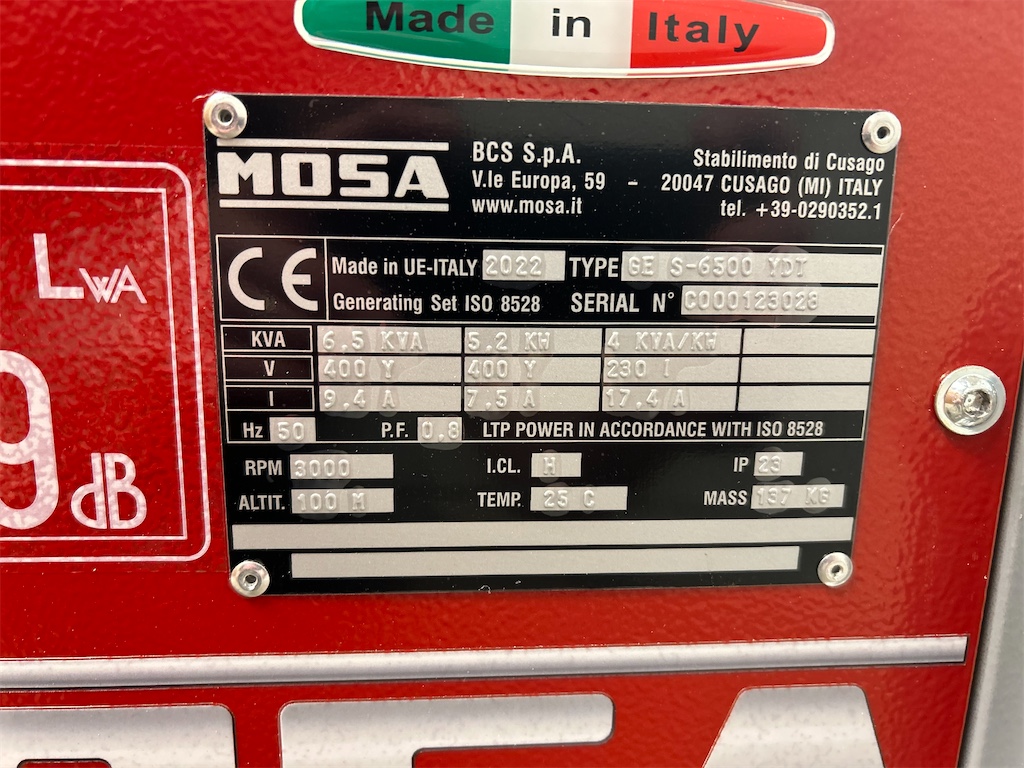 Made in Italy
MOSA
BCS S.p.A.
V.le Europa, 59 - 20047 CUSAGO (MI) ITALY
www.mosa.it
Stabilimento di Cusago
tel. +39-0290352.1
CE
Made in UE-ITALY 2022 TYPE GE S-6500 YDT
Generating Set ISO 8528 SERIAL N° C000123028
KVA 6.5 KVA 5.2 KW 4 KVA/KW
V 400 Y 400 Y 230 I
I 9.4 A 7.5 A 17.4 A
Hz 50 P.F. 0.8 LTP POWER IN ACCORDANCE WITH ISO 8528
RPM 3000 I.CL. H IP 23
ALTIT. 100 M TEMP. 25 C MASS 137 KG
LWA
9 dB